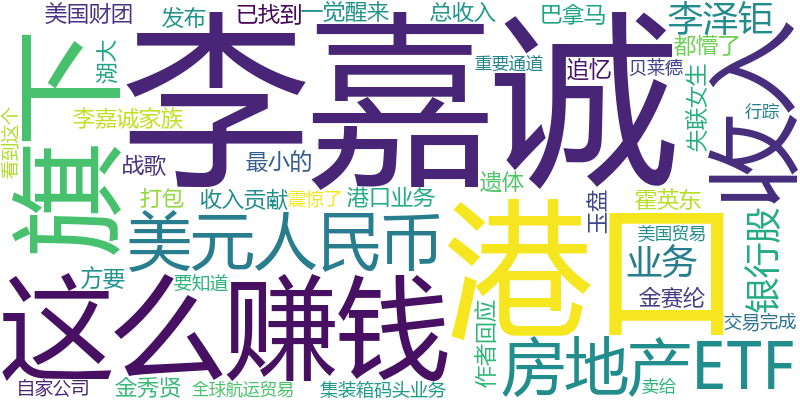 美国财团
发布
已找到
一觉醒来
总收入
巴拿马
李泽钜
湖大
李嘉诚
都懵了
重要通道
追忆
贝莱德
收入
旗下
看到这个
李嘉诚家族
失联女生
行踪
战歌
最小的
遗体
打包
收入贡献
震惊了
港口业务
玉盘
霍英东
港口
美元人民币
美国贸易
银行股
业务
方要
要知道
金赛纶
这么赚钱
作者回应
交易完成
房地产
ETF
自家公司
金秀贤
全球航运贸易
集装箱码头业务
卖给